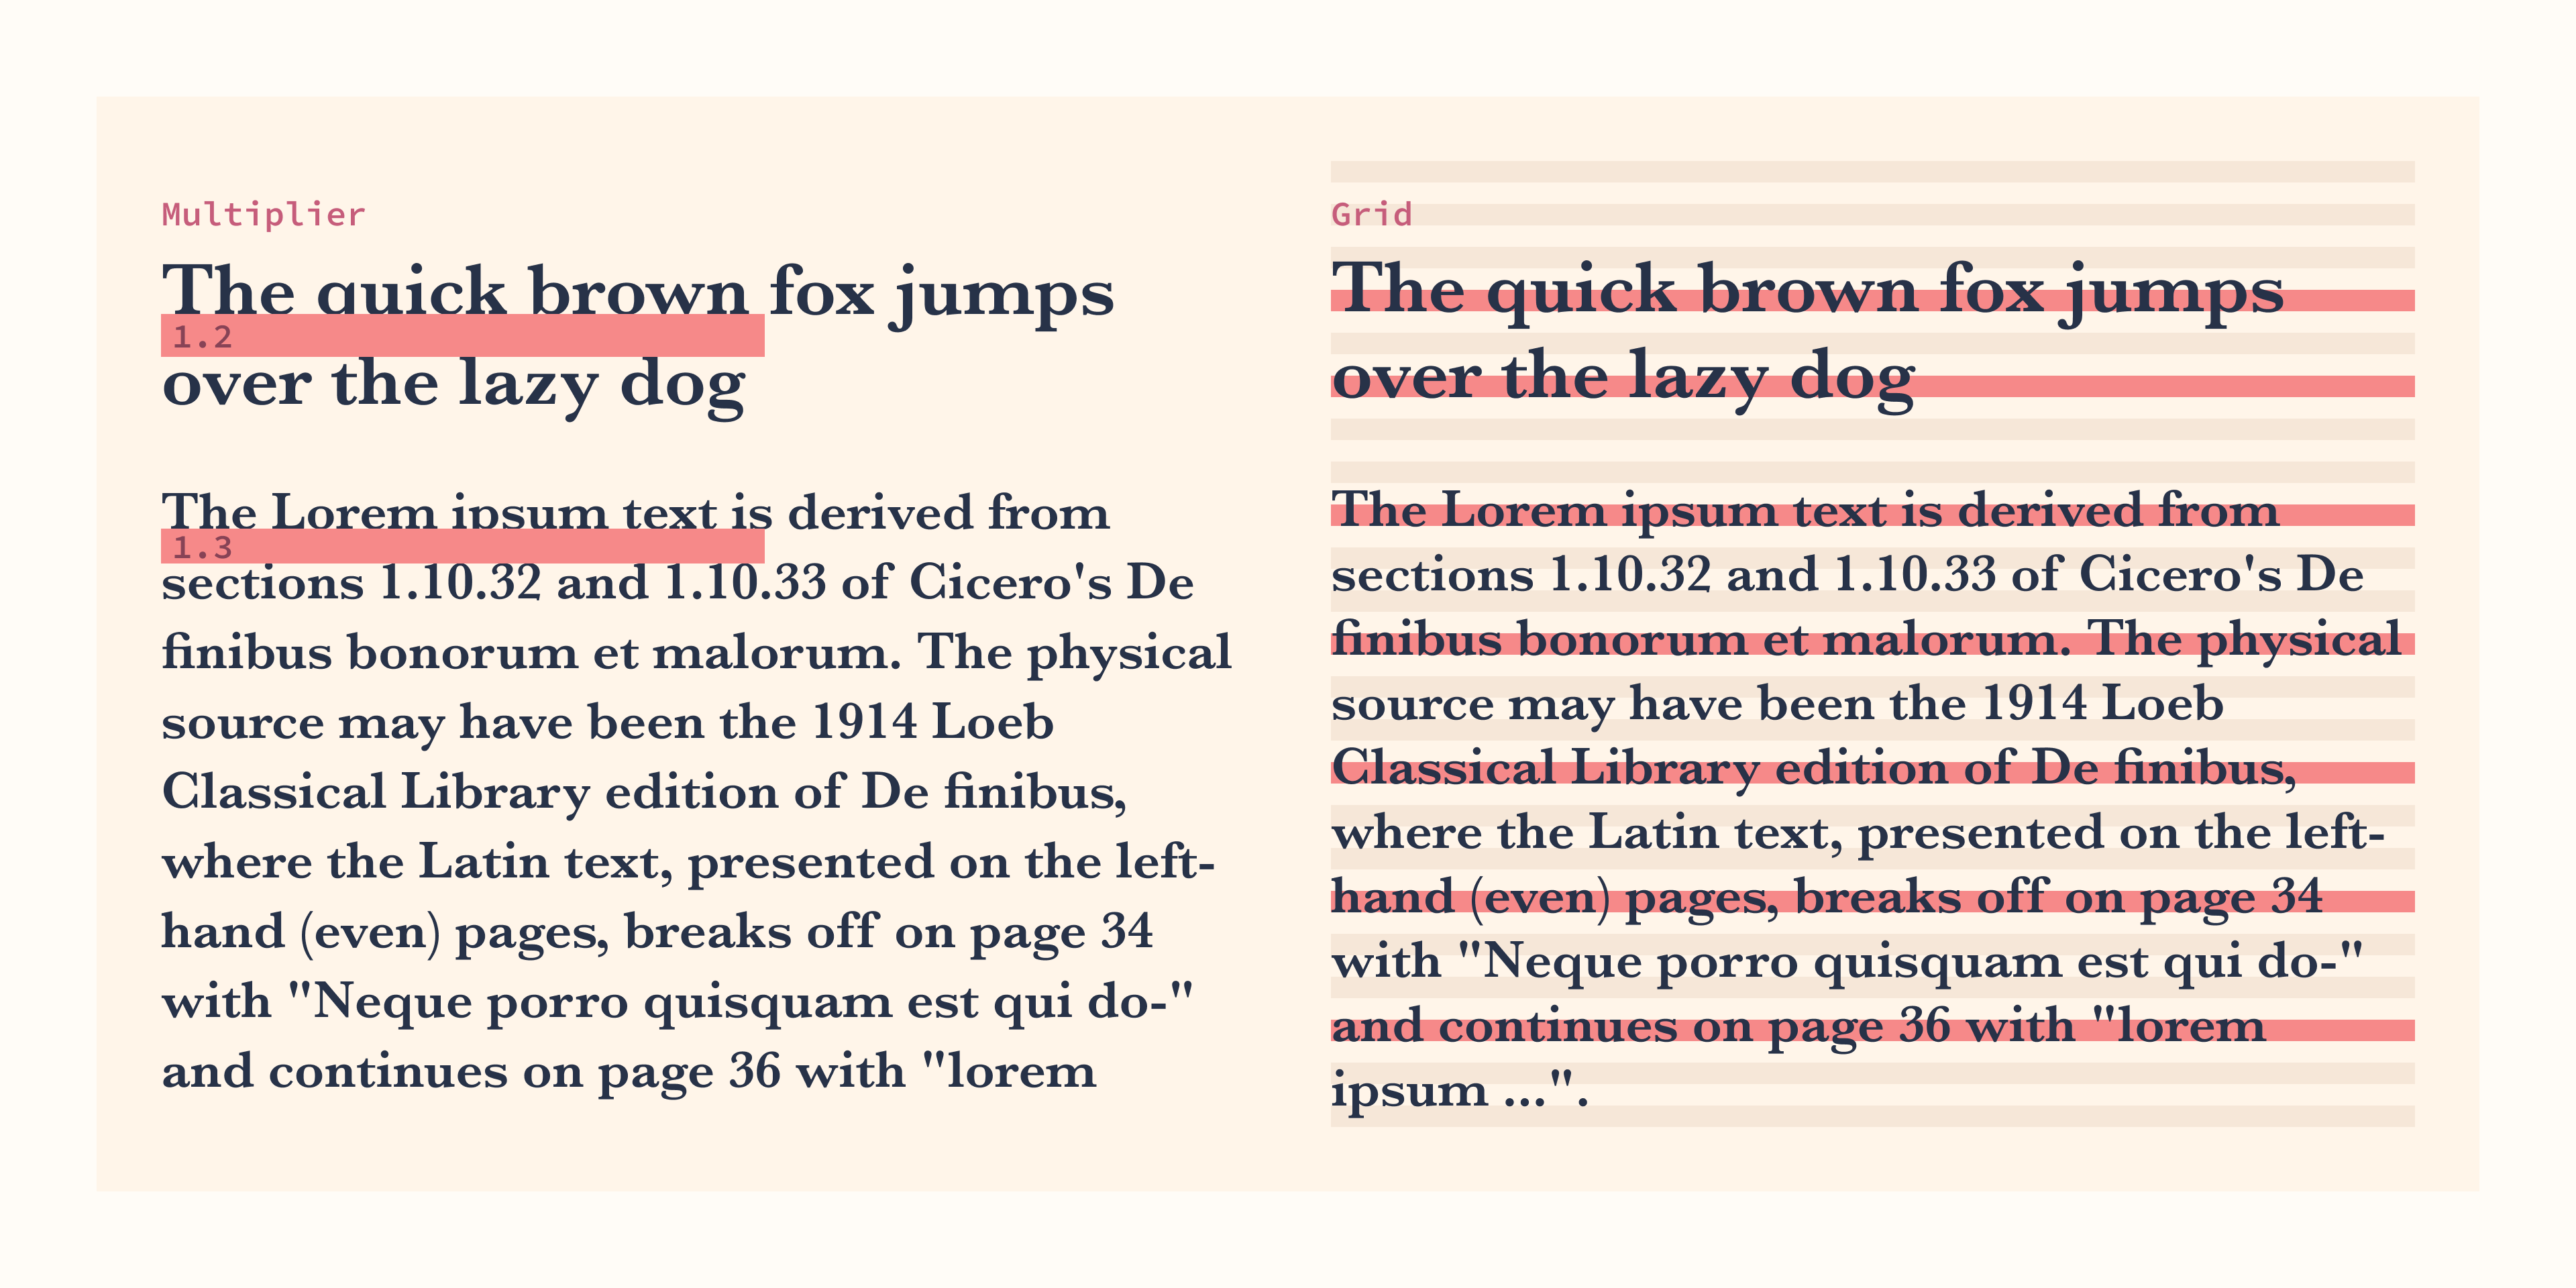 Multiplier
The quick brown fox jumps
1.2
over the lazy dog
The Lorem ipsum text is derived from
1.3
sections 1.10.32 and 1.10.33 of Cicero's De
finibus bonorum et malorum. The physical
source may have been the 1914 Loeb
Classical Library edition of De finibus,
where the Latin text, presented on the left-
hand (even) pages, breaks off on page 34
with "Neque porro quisquam est qui do-"
and continues on page 36 with "lorem
Grid
The quick brown fox jumps
over the lazy dog
The Lorem ipsum text is derived from
sections 1.10.32 and 1.10.33 of Cicero's De
finibus bonorum et malorum. The physical
source may have been the 1914 Loeb
Classical Library edition of De finibus,
where the Latin text, presented on the left-
hand (even) pages, breaks off on page 34
with "Neque porro quisquam est qui do-"
and continues on page 36 with "lorem
ipsum ...".